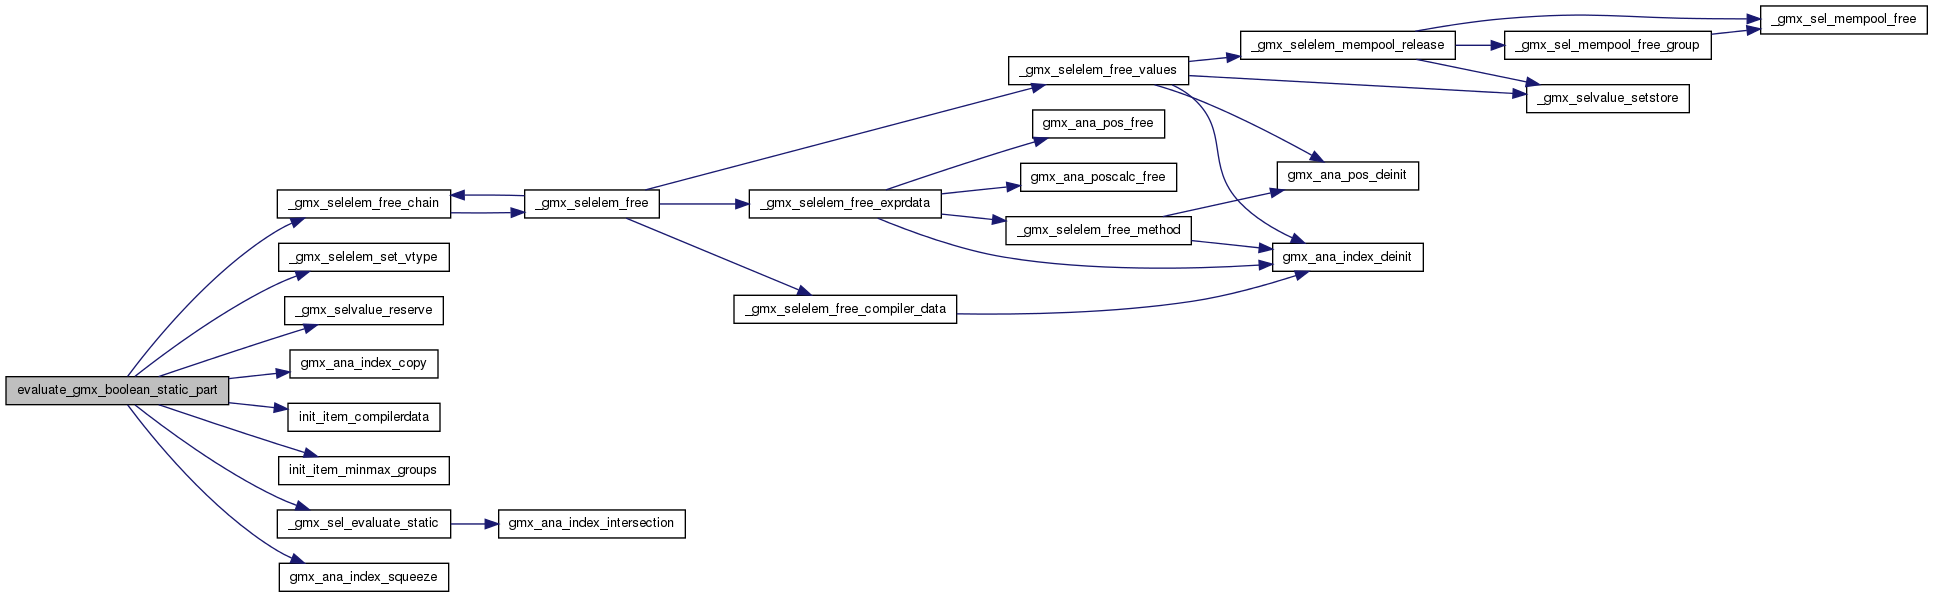 evaluate_gmx_boolean_static_part
_gmx_selelem_free_chain
_gmx_selelem_set_vtype
_gmx_selvalue_reserve
gmx_ana_index_copy
init_item_compilerdata
init_item_minmax_groups
_gmx_sel_evaluate_static
gmx_ana_index_squeeze
_gmx_selelem_free
gmx_ana_index_intersection
_gmx_selelem_free_exprdata
_gmx_selelem_free_compiler_data
_gmx_selelem_free_values
gmx_ana_pos_free
gmx_ana_poscalc_free
_gmx_selelem_free_method
_gmx_selelem_mempool_release
gmx_ana_pos_deinit
gmx_ana_index_deinit
_gmx_sel_mempool_free_group
_gmx_selvalue_setstore
_gmx_sel_mempool_free